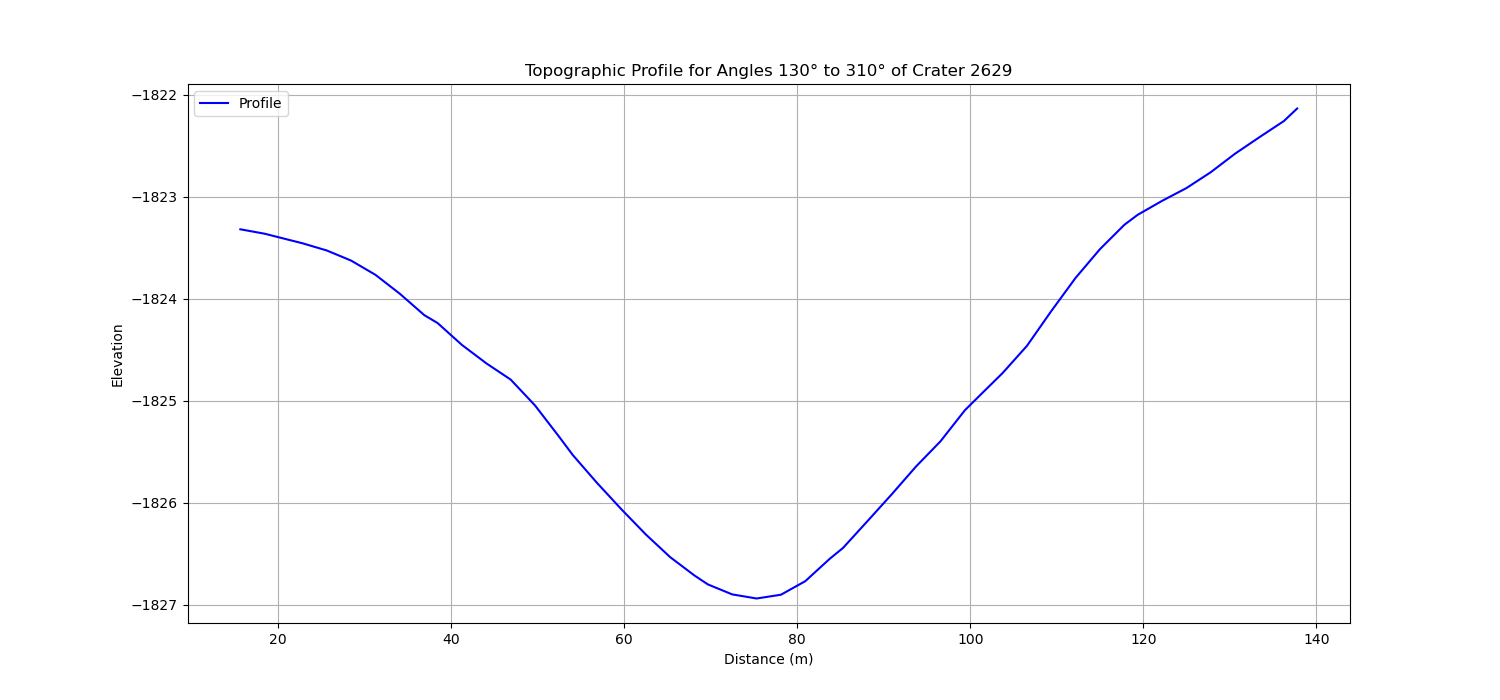 Topographic Profile for Angles 130° to 310° of Crater 2629
Profile
−1822
−1823
−1824
−1825
−1826
−1827
Elevation
20 40 60 80 100 120 140
Distance (m)